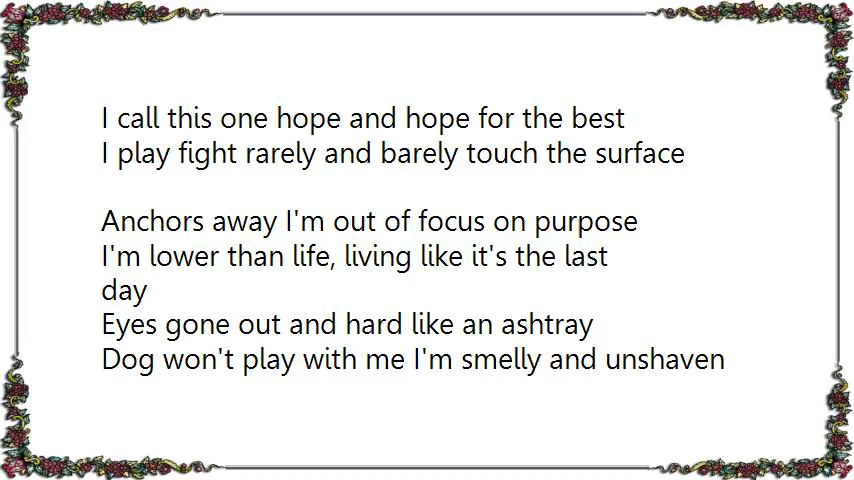 I call this one hope and hope for the best
I play fight rarely and barely touch the surface
Anchors away I'm out of focus on purpose
I'm lower than life, living like it's the last
day
Eyes gone out and hard like an ashtray
Dog won't play with me I'm smelly and unshaven